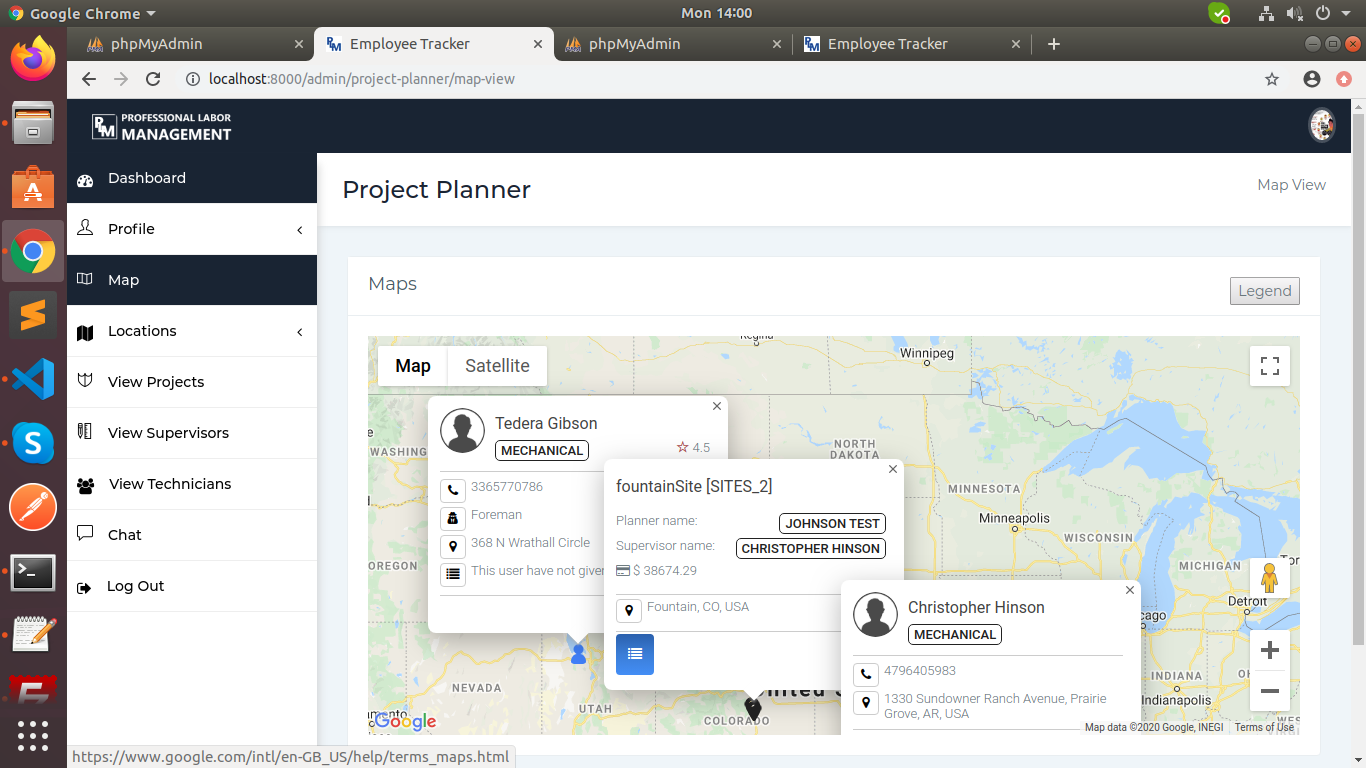 Google Chrome
Mon 14:00
phpMyAdmin
Employee Tracker
phpMyAdmin
Employee Tracker
localhost:8000/admin/project-planner/map-view
PROFESSIONAL LABOR
MANAGEMENT
Dashboard
Profile
Map
Locations
View Projects
View Supervisors
View Technicians
Chat
Log Out
Project Planner
Map View
Maps
Legend
Map
Satellite
Regina
Winnipeg
Tedera Gibson
MECHANICAL
4.5
3365770786
Foreman
368 N Wrathall Circle
This user have not given
fountainSite [SITES_2]
Planner name:
JOHNSON TEST
Supervisor name:
CHRISTOPHER HINSON
$ 38674.29
Fountain, CO, USA
Christopher Hinson
MECHANICAL
4796405983
1330 Sundowner Ranch Avenue, Prairie
Grove, AR, USA
WASHING
OREGON
NORTH
DAKOTA
MINNESOTA
Minneapolis
WISCONSIN
MICHIGAN
Tor
Detroit
cago
INDIANA
Indianapolis
NEVADA
UTAH
COLORADO
United S
Google
Map data ©2020 Google, INEGI
Terms of Use
https://www.google.com/intl/en-GB_US/help/terms_maps.html